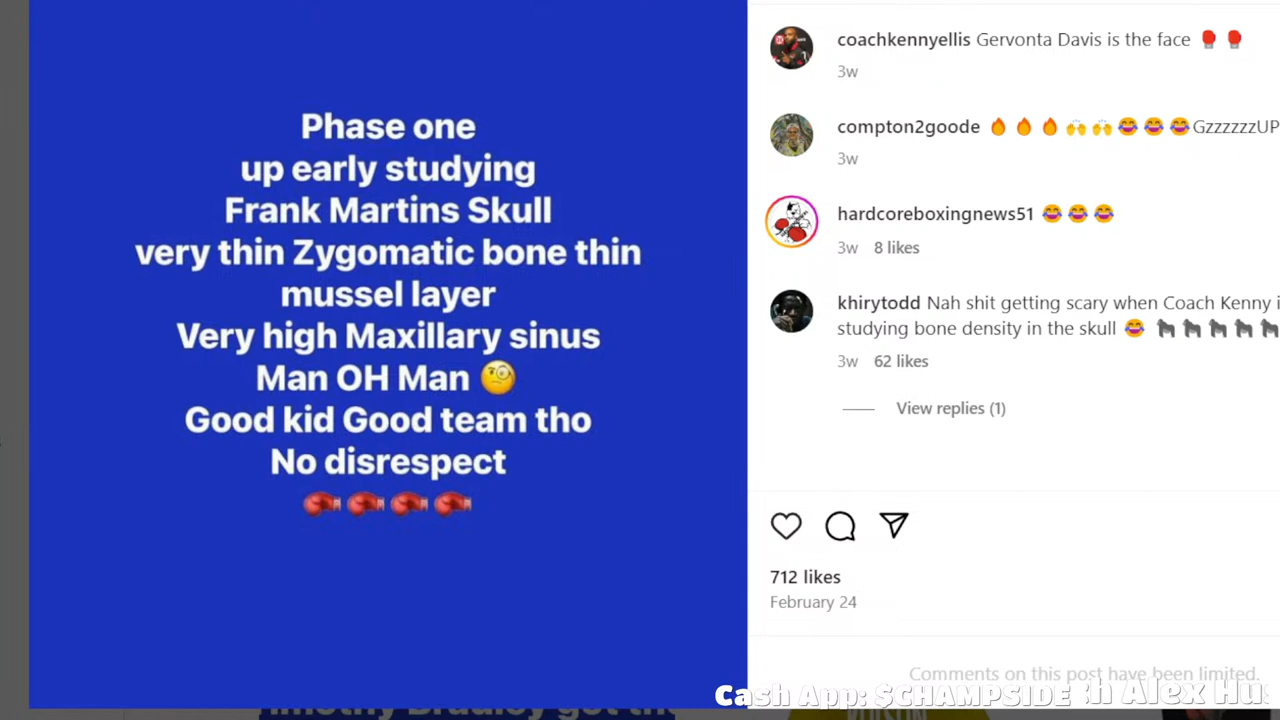 Phase one
up early studying
Frank Martins Skull
very thin Zygomatic bone thin
mussel layer
Very high Maxillary sinus
Man OH Man 🧐
Good kid Good team tho
No disrespect
🥊🥊🥊🥊
coachkennyellis Gervonta Davis is the face 🥊🥊
3w
compton2goode 🔥🔥🔥🙌🙌😂😂😂GzzzzzzUP
3w
hardcoreboxingnews51 😂😂😂
3w 8 likes
khirytodd Nah shit getting scary when Coach Kenny i
studying bone density in the skull 😂 🦍🦍🦍🦍🦍
3w 62 likes
View replies (1)
712 likes
February 24
Comments on this post have been limited.
Cash App: $CHAMPSIDE